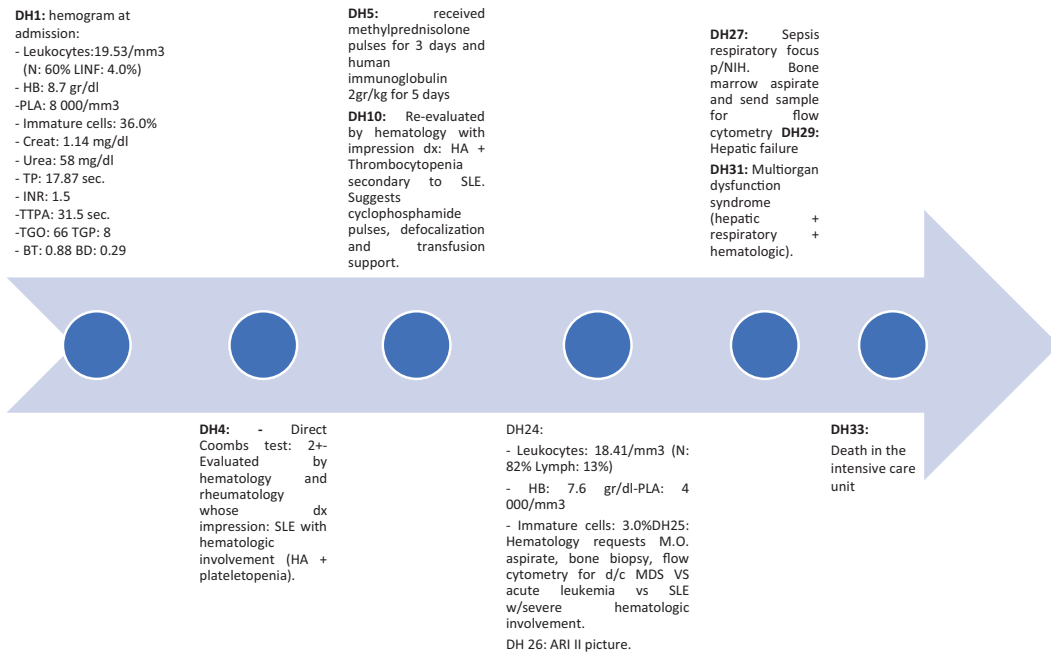 DH1: hemogram at
admission:
- Leukocytes:19.53/mm3
(N: 60% LINF: 4.0%)
- HB: 8.7 gr/dl
-PLA: 8 000/mm3
- Immature cells: 36.0%
- Creat: 1.14 mg/dl
- Urea: 58 mg/dl
- TP: 17.87 sec.
- INR: 1.5
-TTPA: 31.5 sec.
-TGO: 66 TGP: 8
- BT: 0.88 BD: 0.29
DH4: - Direct
Coombs test: 2+-
Evaluated by
hematology and
rheumatology
whose dx
impression: SLE with
hematologic
involvement (HA +
plateletopenia).
DH5: received
methylprednisolone
pulses for 3 days and
human
immunoglobulin
2gr/kg for 5 days
DH10: Re-evaluated
by hematology with
impression dx: HA +
Thrombocytopenia
secondary to SLE.
Suggests
cyclophosphamide
pulses, defocalization
and transfusion
support.
DH24:
- Leukocytes: 18.41/mm3 (N:
82% Lymph: 13%)
- HB: 7.6 gr/dl-PLA: 4
000/mm3
- Immature cells: 3.0%DH25:
Hematology requests M.O.
aspirate, bone biopsy, flow
cytometry for d/c MDS VS
acute leukemia vs SLE
w/severe hematologic
involvement.
DH 26: ARI II picture.
DH27: Sepsis
respiratory focus
p/NIH. Bone
marrow aspirate
and send sample
for flow
cytometry DH29:
Hepatic failure
DH31: Multiorgan
dysfunction
syndrome
(hepatic +
respiratory +
hematologic).
DH33:
Death in the
intensive care
unit